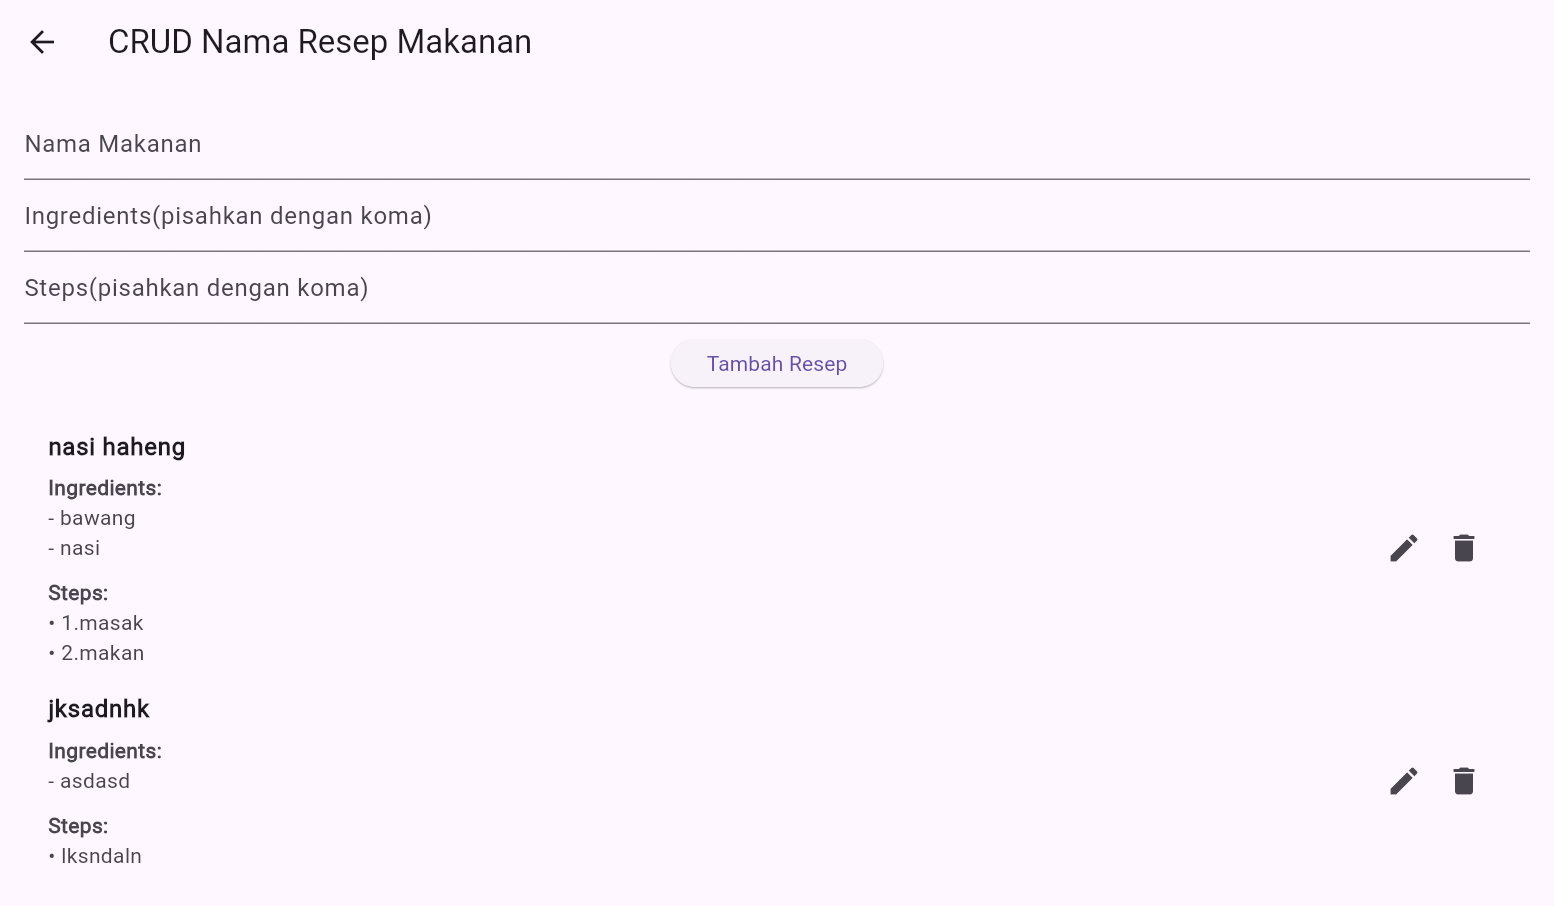 CRUD Nama Resep Makanan
Nama Makanan
Ingredients(pisahkan dengan koma)
Steps(pisahkan dengan koma)
Tambah Resep
nasi haheng
Ingredients:
- bawang
- nasi
Steps:
• 1.masak
• 2.makan
jksadnhk
Ingredients:
- asdasd
Steps:
• lksndaln